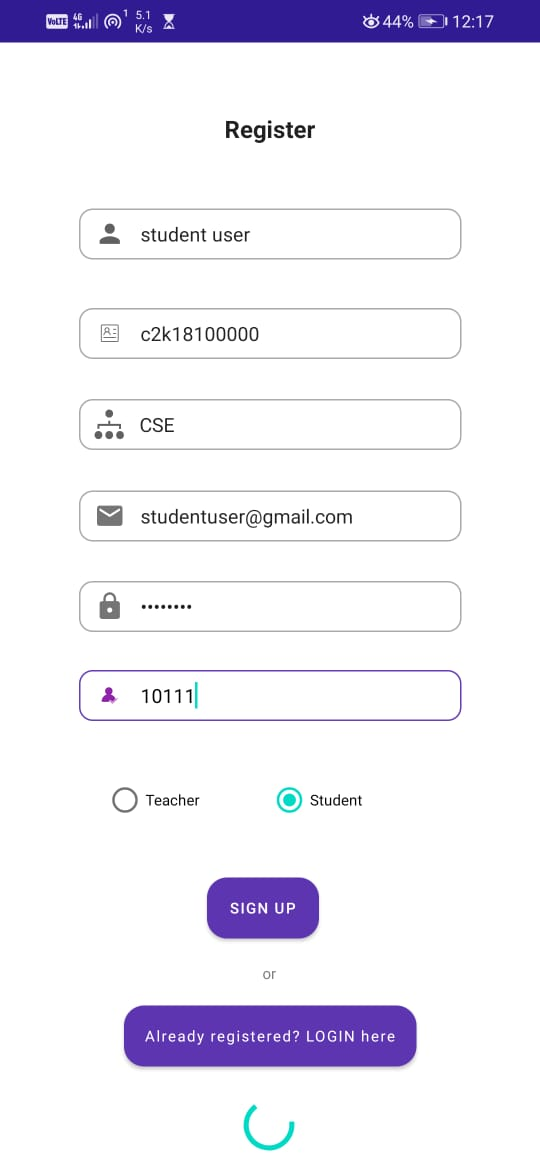 VoLTE 4G 1 5.1 K/s 44% 12:17
Register
student user
c2k18100000
CSE
studentuser@gmail.com
••••••••
10111
Teacher Student
SIGN UP
or
Already registered? LOGIN here